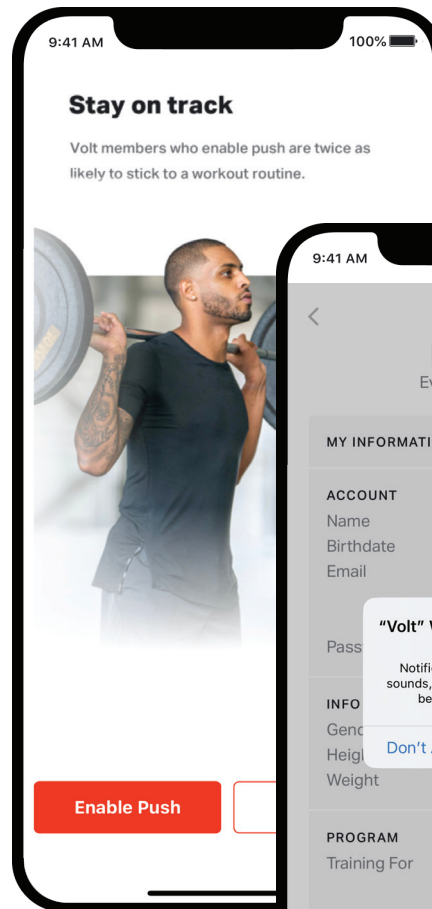 9:41 AM
100%
Stay on track
Volt members who enable push are twice as
likely to stick to a workout routine.
Enable Push
9:41 AM
MY INFORMATI
ACCOUNT
Name
Birthdate
Email
Pass
"Volt" W
Notifi
sounds,
be
Don't
INFO
Gend
Heigh
Weight
PROGRAM
Training For